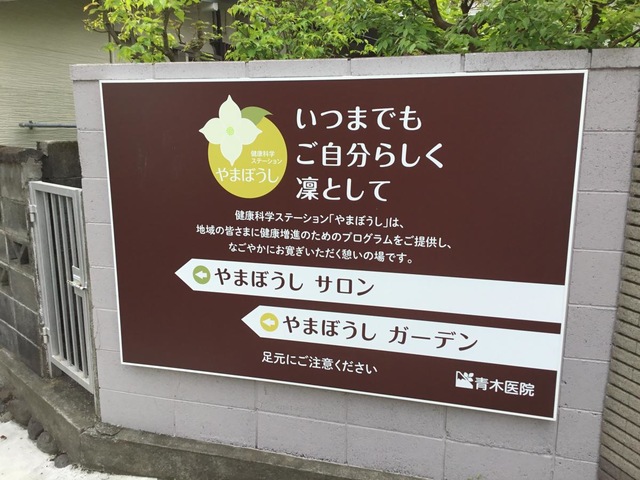 健康科学
ステーション
やまぼうし
いつまでも
ご自分らしく
凜として
健康科学ステーション「やまぼうし」は、
地域の皆さまに健康増進のためのプログラムをご提供し、
なごやかにお寛ぎいただく憩いの場です。
やまぼうし サロン
やまぼうし ガーデン
足元にご注意ください
青木医院